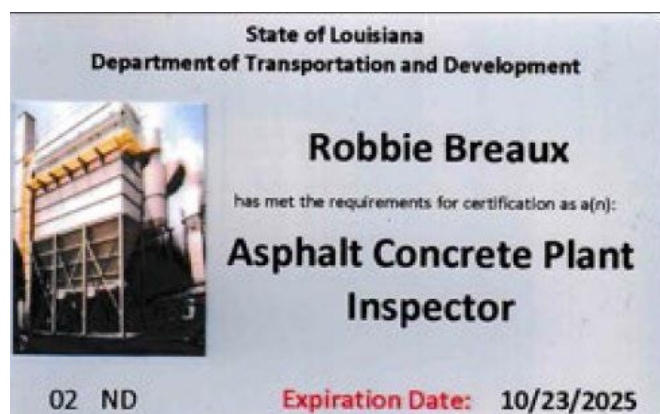 State of Louisiana
Department of Transportation and Development
Robbie Breaux
has met the requirements for certification as a(n):
Asphalt Concrete Plant
Inspector
02 ND
Expiration Date: 10/23/2025